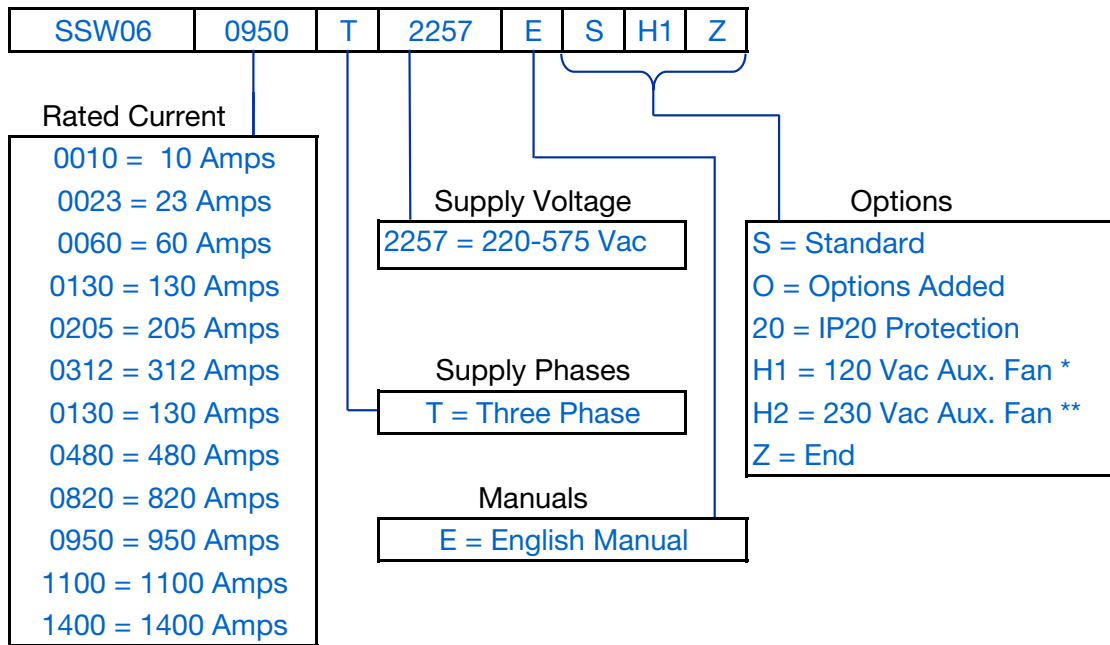 SSW06 0950 T 2257 E S H1 Z
Rated Current
0010 = 10 Amps
0023 = 23 Amps
0060 = 60 Amps
0130 = 130 Amps
0205 = 205 Amps
0312 = 312 Amps
0130 = 130 Amps
0480 = 480 Amps
0820 = 820 Amps
0950 = 950 Amps
1100 = 1100 Amps
1400 = 1400 Amps
Supply Voltage
2257 = 220-575 Vac
Supply Phases
T = Three Phase
Manuals
E = English Manual
Options
S = Standard
O = Options Added
20 = IP20 Protection
H1 = 120 Vac Aux. Fan *
H2 = 230 Vac Aux. Fan **
Z = End